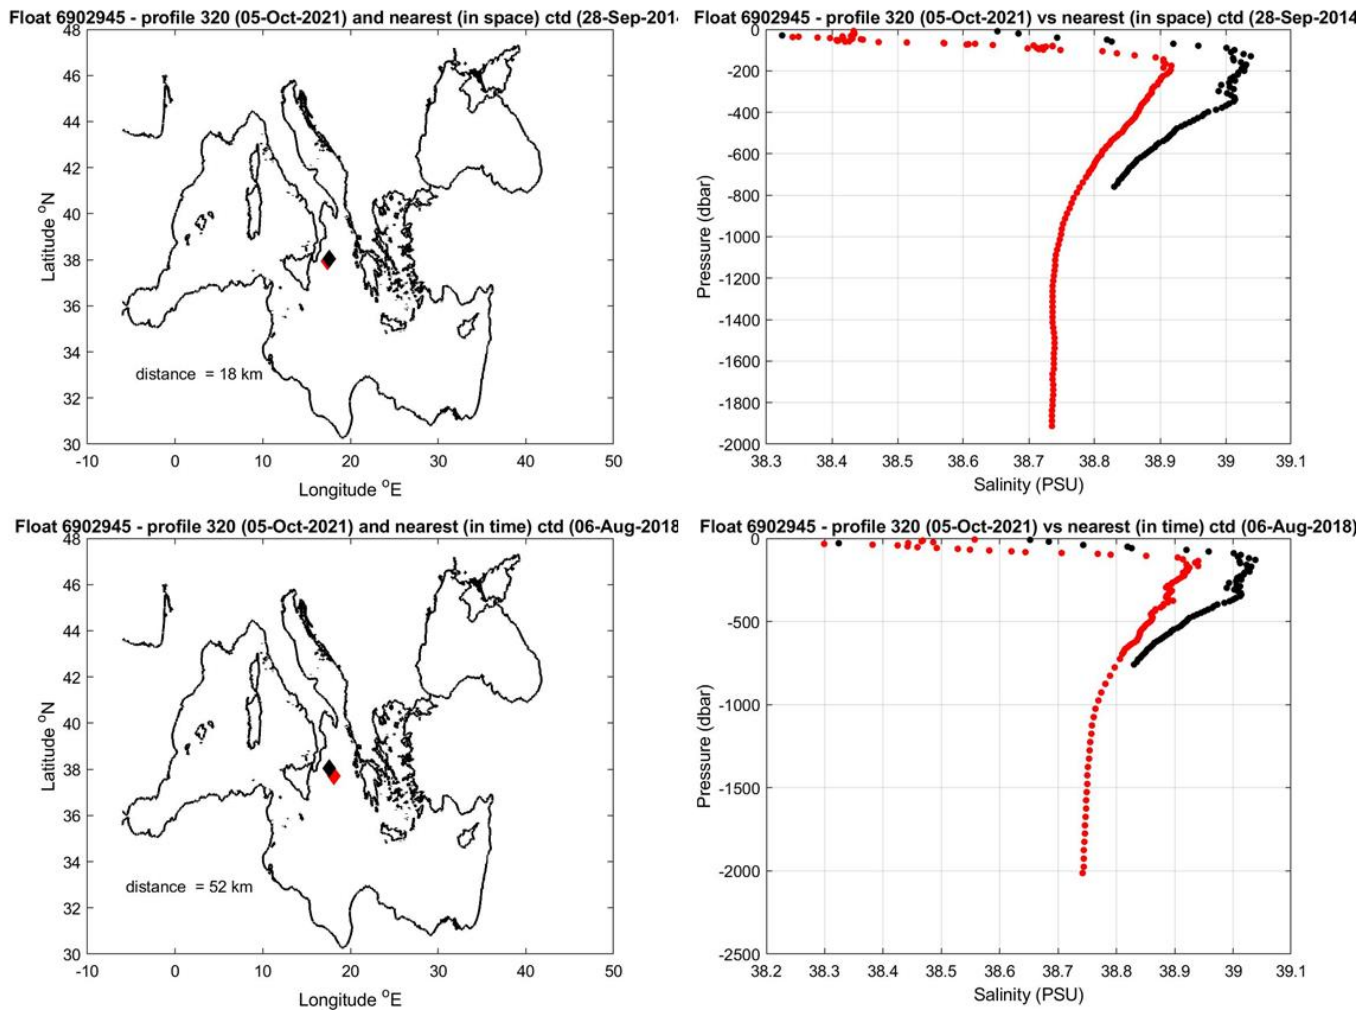 Float 6902945 - profile 320 (05-Oct-2021) and nearest (in space) ctd (28-Sep-201
48
46
44
42
40
38
36
34
32
30
Latitude °N
distance = 18 km
-10 0 10 20 30 40 50
Longitude °E
Float 6902945 - profile 320 (05-Oct-2021) vs nearest (in space) ctd (28-Sep-2014
0
-200
-400
-600
-800
-1000
-1200
-1400
-1600
-1800
-2000
Pressure (dbar)
38.3 38.4 38.5 38.6 38.7 38.8 38.9 39 39.1
Salinity (PSU)
Float 6902945 - profile 320 (05-Oct-2021) and nearest (in time) ctd (06-Aug-2018
48
46
44
42
40
38
36
34
32
30
Latitude °N
distance = 52 km
-10 0 10 20 30 40 50
Longitude °E
Float 6902945 - profile 320 (05-Oct-2021) vs nearest (in time) ctd (06-Aug-2018)
0
-500
-1000
-1500
-2000
-2500
Pressure (dbar)
38.2 38.3 38.4 38.5 38.6 38.7 38.8 38.9 39 39.1
Salinity (PSU)